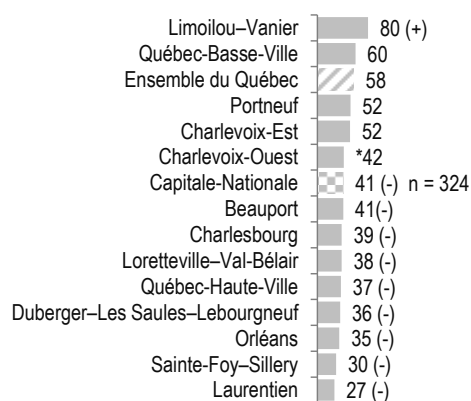 Limoilou–Vanier 80 (+)
Québec-Basse-Ville 60
Ensemble du Québec 58
Portneuf 52
Charlevoix-Est 52
Charlevoix-Ouest *42
Capitale-Nationale 41 (-) n = 324
Beauport 41(-)
Charlesbourg 39 (-)
Loretteville–Val-Bélair 38 (-)
Québec-Haute-Ville 37 (-)
Duberger–Les Saules–Lebourgneuf 36 (-)
Orléans 35 (-)
Sainte-Foy–Sillery 30 (-)
Laurentien 27 (-)